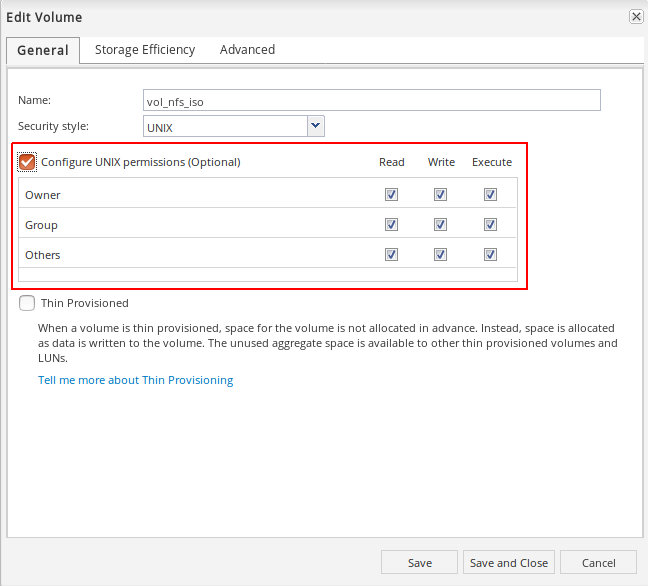 Edit Volume
General Storage Efficiency Advanced
Name: vol_nfs_iso
Security style: UNIX
Configure UNIX permissions (Optional) Read Write Execute
Owner
Group
Others
Thin Provisioned
When a volume is thin provisioned, space for the volume is not allocated in advance. Instead, space is allocated
as data is written to the volume. The unused aggregate space is available to other thin provisioned volumes and
LUNs.
Tell me more about Thin Provisioning
Save Save and Close Cancel